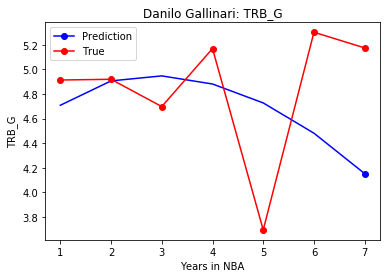 Danilo Gallinari: TRB_G
Prediction
True
TRB_G
5.2
5.0
4.8
4.6
4.4
4.2
4.0
3.8
1 2 3 4 5 6 7
Years in NBA